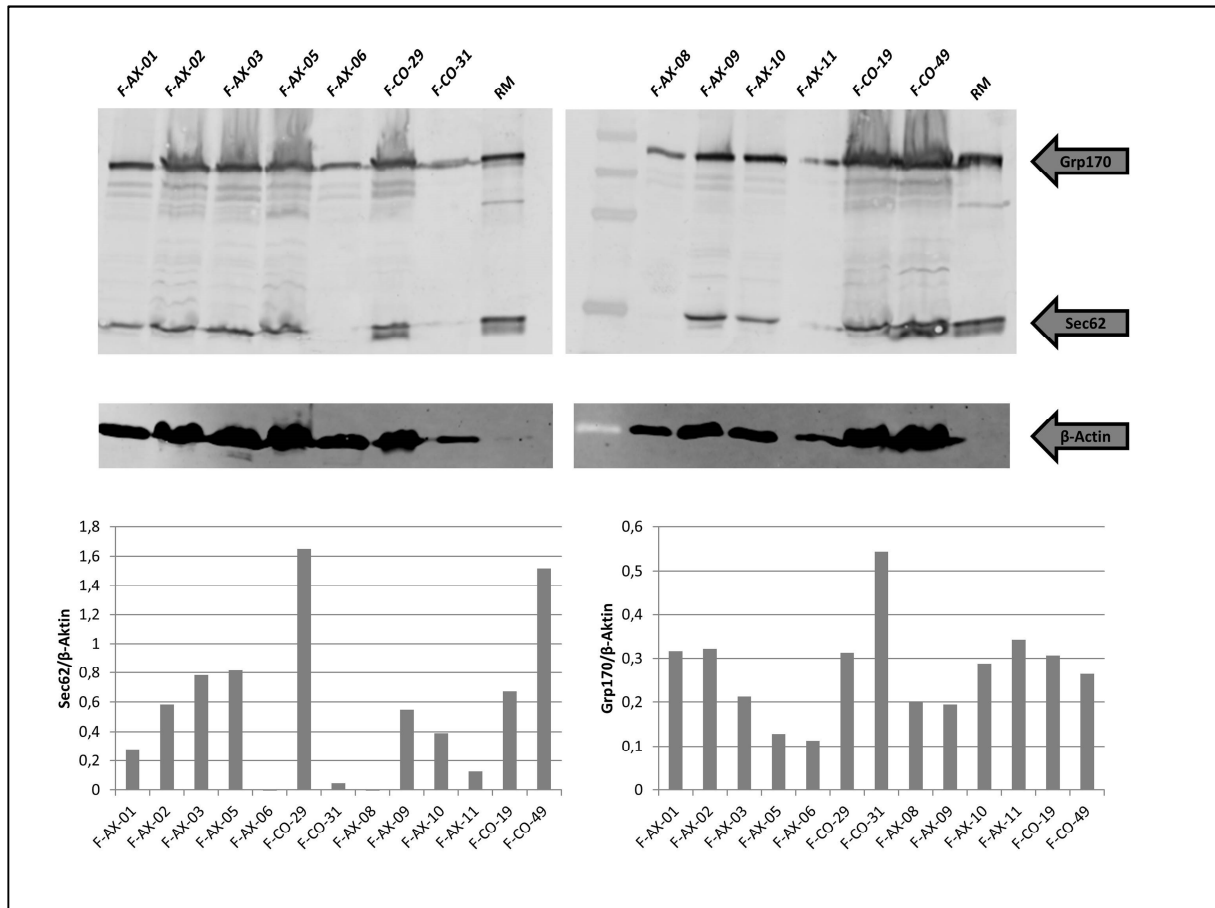 F-AX-01 F-AX-02 F-AX-03 F-AX-05 F-AX-06 F-CO-29 F-CO-31 RM
F-AX-08 F-AX-09 F-AX-10 F-AX-11 F-CO-19 F-CO-49 RM
Grp170
Sec62
β-Actin
Sec62/β-Aktin
1,8
1,6
1,4
1,2
1
0,8
0,6
0,4
0,2
0
F-AX-01 F-AX-02 F-AX-03 F-AX-05 F-AX-06 F-CO-29 F-CO-31 F-AX-08 F-AX-09 F-AX-10 F-AX-11 F-CO-19 F-CO-49
Grp170/β-Aktin
0,6
0,5
0,4
0,3
0,2
0,1
0
F-AX-01 F-AX-02 F-AX-03 F-AX-05 F-AX-06 F-CO-29 F-CO-31 F-AX-08 F-AX-09 F-AX-10 F-AX-11 F-CO-19 F-CO-49